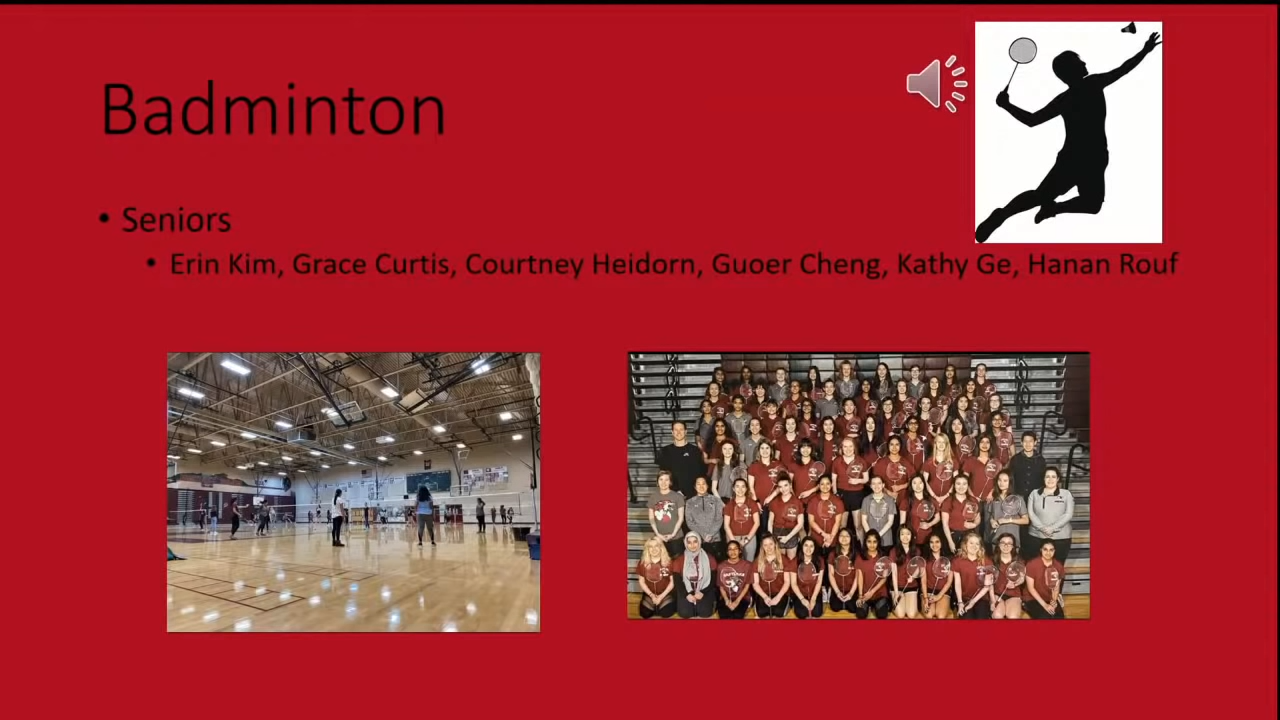 Badminton
• Seniors
• Erin Kim, Grace Curtis, Courtney Heidorn, Guoer Cheng, Kathy Ge, Hanan Rouf